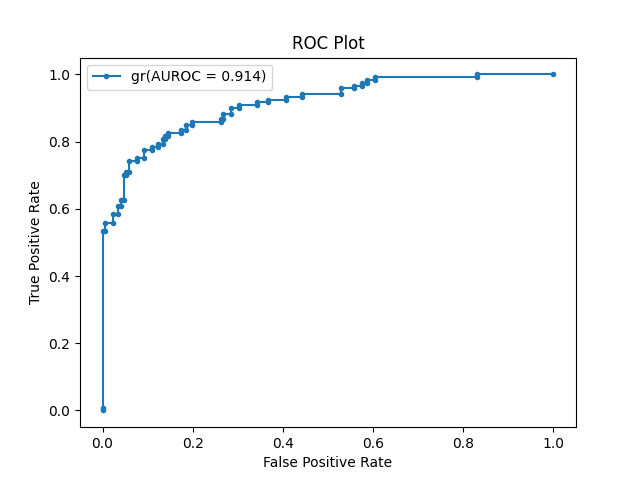 ROC Plot
gr(AUROC = 0.914)
1.0
0.8
0.6
0.4
0.2
0.0
True Positive Rate
0.0 0.2 0.4 0.6 0.8 1.0
False Positive Rate